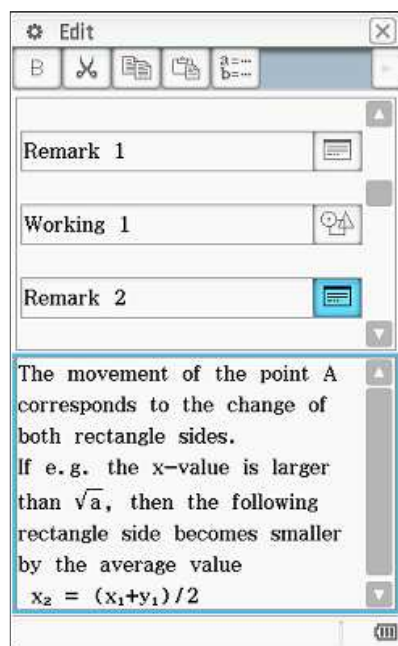 Edit
B
a=…
b=…
Remark 1
Working 1
Remark 2
The movement of the point A
corresponds to the change of
both rectangle sides.
If e.g. the x-value is larger
than √a, then the following
rectangle side becomes smaller
by the average value
x₂ = (x₁+y₁)/2